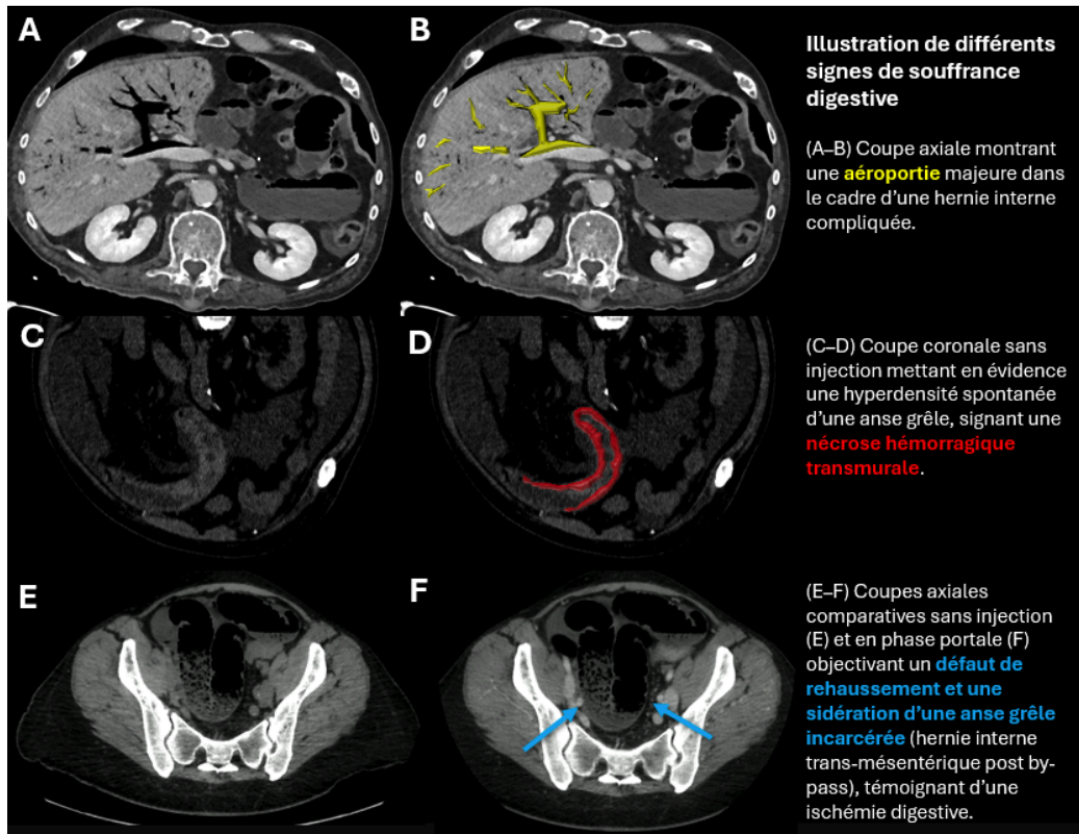 A
B
Illustration de différents
signes de souffrance
digestive
(A–B) Coupe axiale montrant
une aéroportie majeure dans
le cadre d'une hernie interne
compliquée.
C
D
(C–D) Coupe coronale sans
injection mettant en évidence
une hyperdensité spontanée
d'une anse grêle, signant une
nécrose hémorragique
transmurale.
E
F
(E–F) Coupes axiales
comparatives sans injection
(E) et en phase portale (F)
objectivant un défaut de
rehaussement et une
sidération d'une anse grêle
incarcérée (hernie interne
trans-mésentérique post by-
pass), témoignant d'une
ischémie digestive.